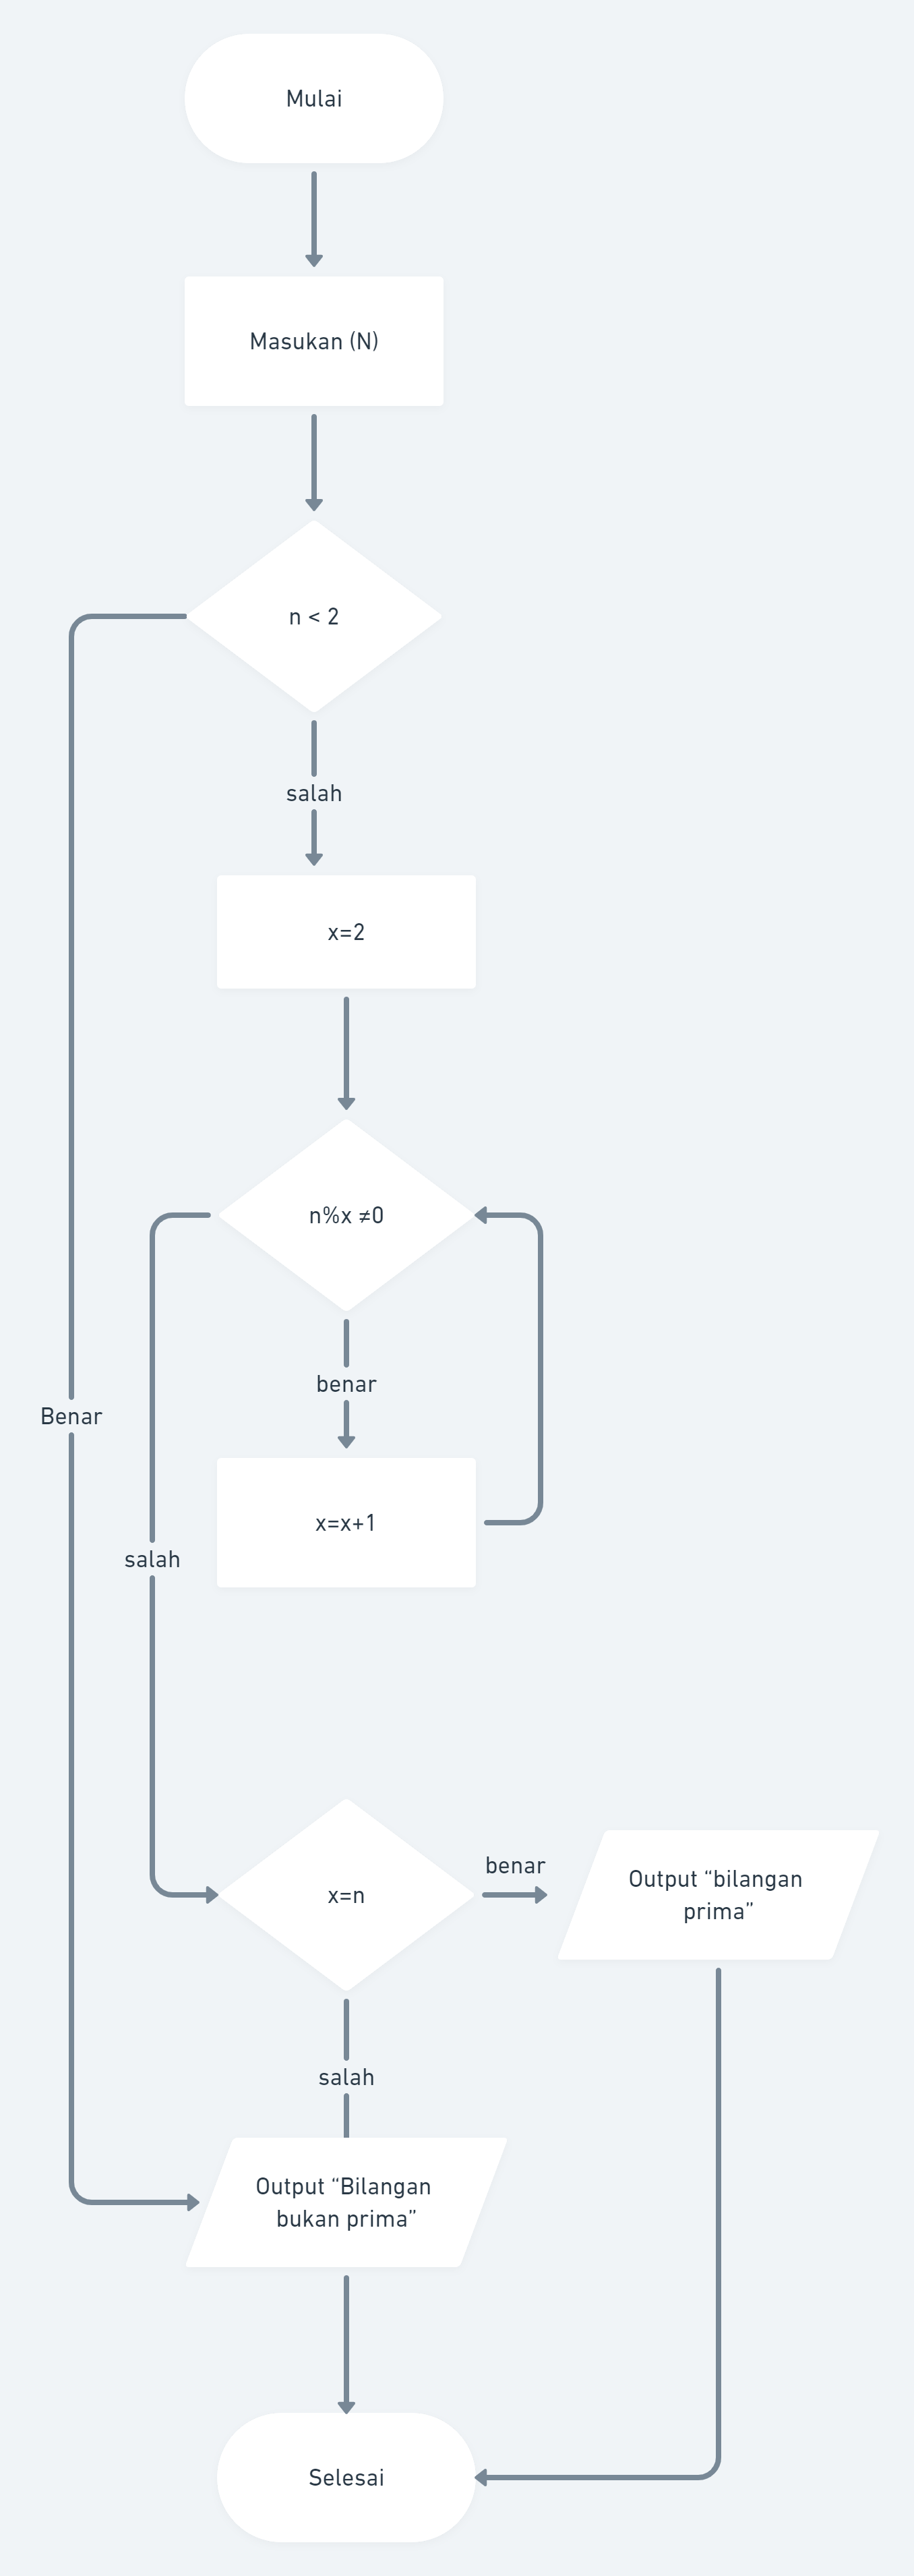 Mulai
Masukan (N)
n < 2
salah
x=2
n%x ≠0
benar
Benar
x=x+1
salah
benar
Output “bilangan
prima”
x=n
salah
Output “Bilangan
bukan prima”
Selesai